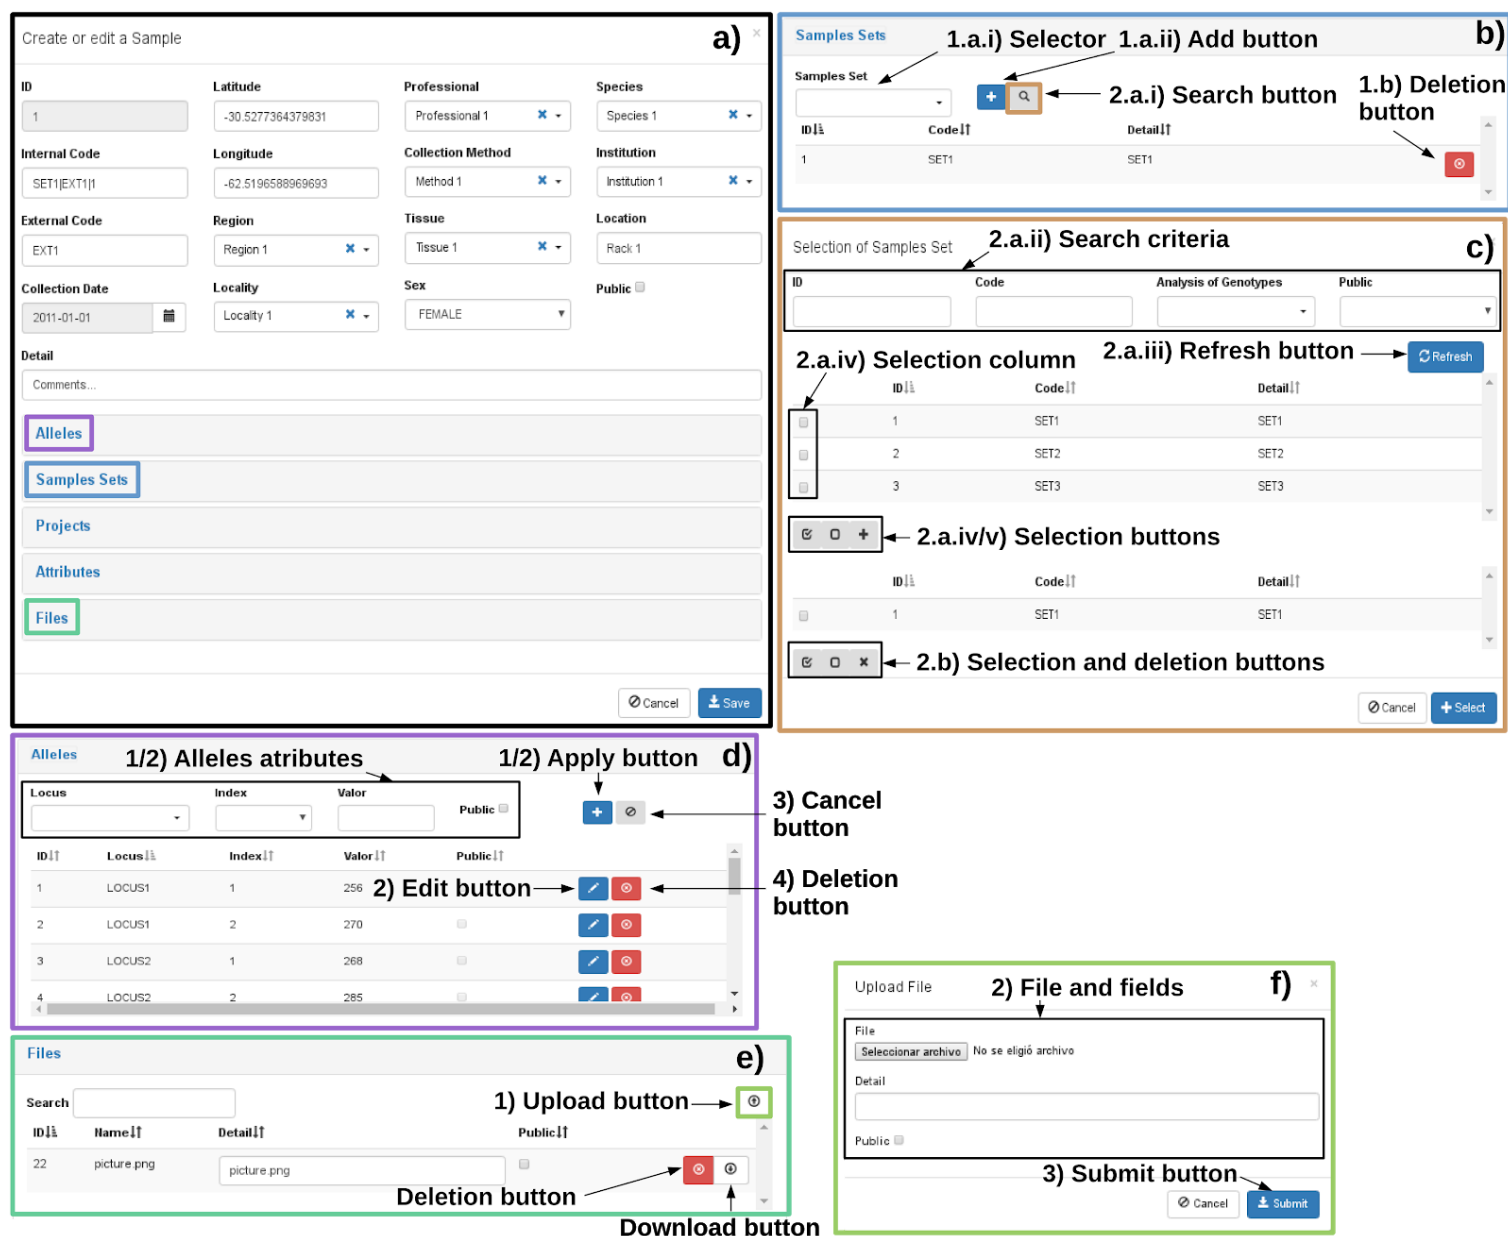 Create or edit a Sample
a)
×
ID
Latitude
Professional
Species
1
-30.5277364379831
Professional 1
Species 1
Internal Code
Longitude
Collection Method
Institution
SET1|EXT1|1
-62.5196588969693
Method 1
Institution 1
External Code
Region
Tissue
Location
EXT1
Region 1
Tissue 1
Rack 1
Collection Date
Locality
Sex
Public
2011-01-01
Locality 1
FEMALE
Detail
Comments...
Alleles
Samples Sets
Projects
Attributes
Files
Cancel
Save
Samples Sets
1.a.i) Selector
1.a.ii) Add button
b)
Samples Set
2.a.i) Search button
1.b) Deletion
button
ID
Code
Detail
1
SET1
SET1
Selection of Samples Set
2.a.ii) Search criteria
c)
ID
Code
Analysis of Genotypes
Public
2.a.iv) Selection column
2.a.iii) Refresh button
Refresh
ID
Code
Detail
1
SET1
SET1
2
SET2
SET2
3
SET3
SET3
2.a.iv/v) Selection buttons
ID
Code
Detail
1
SET1
SET1
2.b) Selection and deletion buttons
Cancel
Select
Alleles
1/2) Alleles atributes
1/2) Apply button
d)
Locus
Index
Valor
Public
3) Cancel
button
ID
Locus
Index
Valor
Public
1
LOCUS1
1
256
2) Edit button
4) Deletion
button
2
LOCUS1
2
270
3
LOCUS2
1
268
4
LOCUS2
2
285
Files
e)
Search
1) Upload button
ID
Name
Detail
Public
22
picture.png
picture.png
Deletion button
Download button
Upload File
2) File and fields
f)
×
File
Seleccionar archivo
No se eligió archivo
Detail
Public
3) Submit button
Cancel
Submit